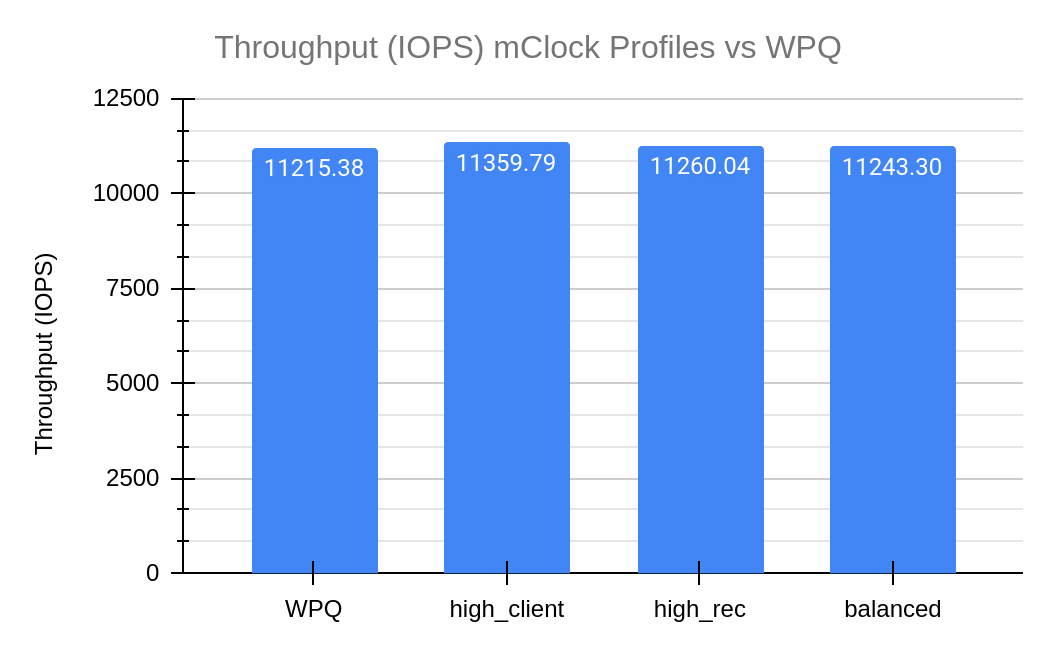 Throughput (IOPS) mClock Profiles vs WPQ
Throughput (IOPS)
12500
10000
7500
5000
2500
0
11215.38
11359.79
11260.04
11243.30
WPQ
high_client
high_rec
balanced